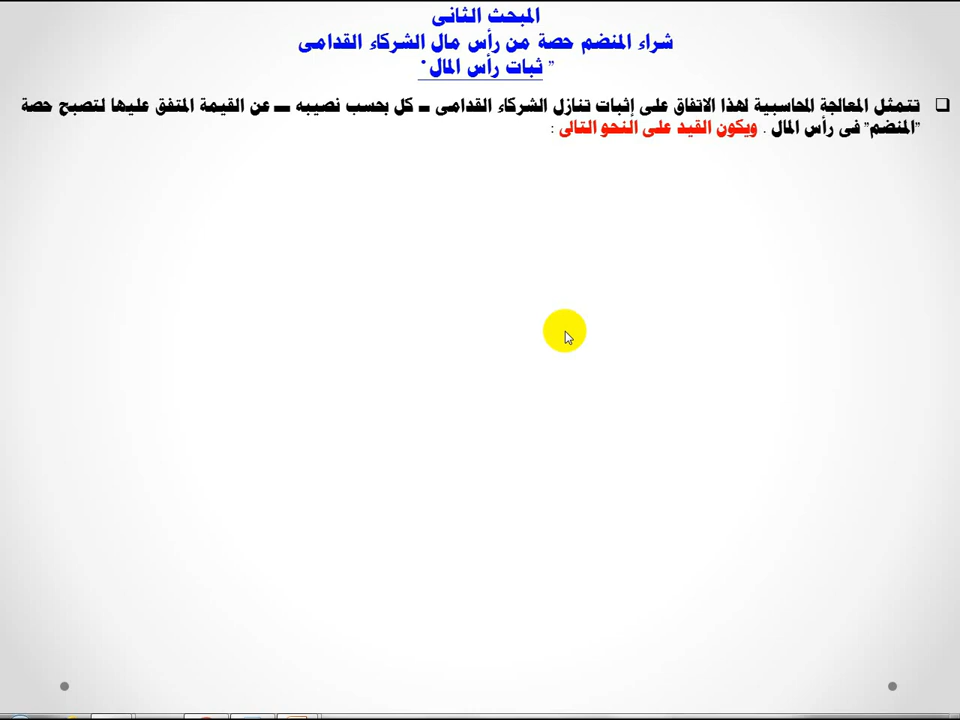 المبحث الثانى
شراء المنضم حصة من رأس مال الشركاء القدامى
" ثبات رأس المال"
❑ تتمثل المعالجة المحاسبية لهذا الاتفاق على إثبات تنازل الشركاء القدامى ــ كل بحسب نصيبه ــ عن القيمة المتفق عليها لتصبح حصة
"المنضم" فى رأس المال . ويكون القيد على النحو التالى :